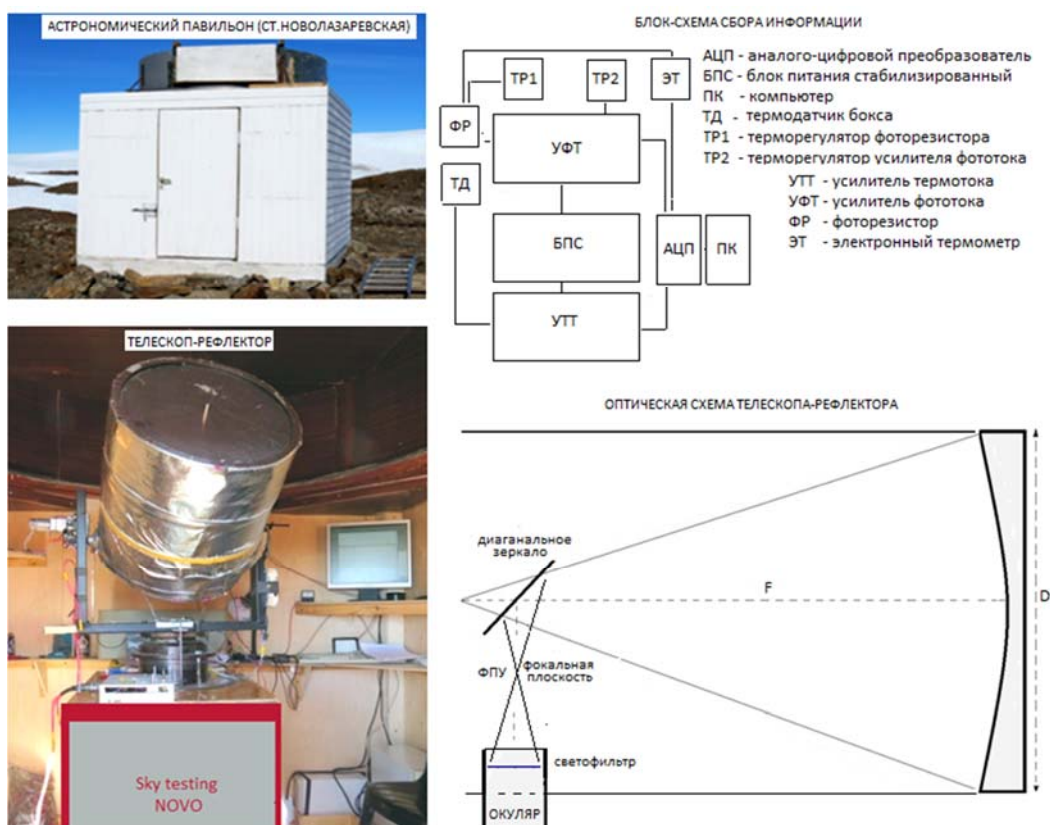 АСТРОНОМИЧЕСКИЙ ПАВИЛЬОН (СТ.НОВОЛАЗАРЕВСКАЯ)
БЛОК-СХЕМА СБОРА ИНФОРМАЦИИ
ТР1
ТР2
ЭТ
ФР
УФТ
ТД
БПС
АЦП
ПК
УТТ
АЦП - аналого-цифровой преобразователь
БПС - блок питания стабилизированный
ПК - компьютер
ТД - термодатчик бокса
ТР1 - терморегулятор фоторезистора
ТР2 - терморегулятор усилителя фототока
УТТ - усилитель термотока
УФТ - усилитель фототока
ФР - фоторезистор
ЭТ - электронный термометр
ТЕЛЕСКОП-РЕФЛЕКТОР
Sky testing
NOVO
ОПТИЧЕСКАЯ СХЕМА ТЕЛЕСКОПА-РЕФЛЕКТОРА
диаганальное
зеркало
F
D
ФПУ
фокальная
плоскость
светофильтр
ОКУЛЯР